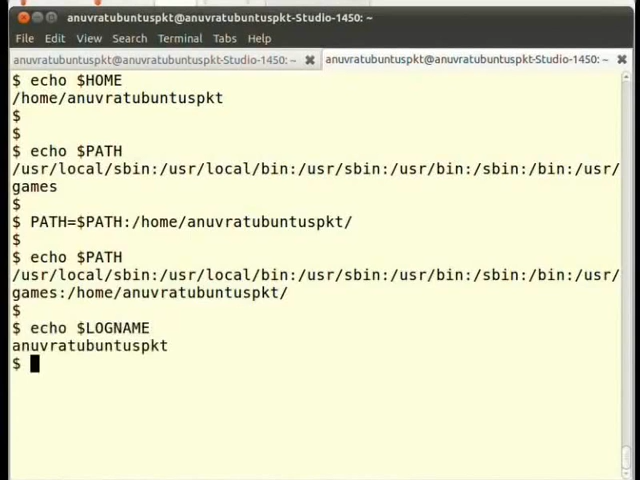 anuvratubuntuspkt@anuvratubuntuspkt-Studio-1450: ~
File Edit View Search Terminal Tabs Help
anuvratubuntuspkt@anuvratubuntuspkt-Studio-1450: ~ anuvratubuntuspkt@anuvratubuntuspkt-Studio-1450: ~
$ echo $HOME
/home/anuvratubuntuspkt
$
$
$ echo $PATH
/usr/local/sbin:/usr/local/bin:/usr/sbin:/usr/bin:/sbin:/bin:/usr/
games
$
$ PATH=$PATH:/home/anuvratubuntuspkt/
$
$ echo $PATH
/usr/local/sbin:/usr/local/bin:/usr/sbin:/usr/bin:/sbin:/bin:/usr/
games:/home/anuvratubuntuspkt/
$
$ echo $LOGNAME
anuvratubuntuspkt
$